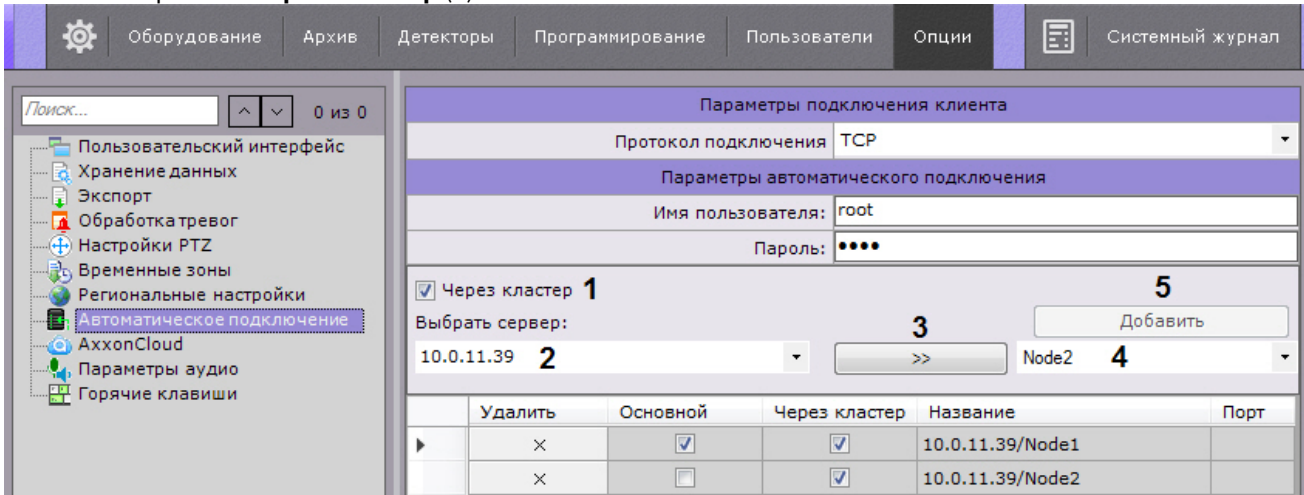 Оборудование Архив Детекторы Программирование Пользователи Опции Системный журнал
Поиск... 0 из 0
Пользовательский интерфейс
Хранение данных
Экспорт
Обработка тревог
Настройки PTZ
Временные зоны
Региональные настройки
Автоматическое подключение
AxxonCloud
Параметры аудио
Горячие клавиши
Параметры подключения клиента
Протокол подключения TCP
Параметры автоматического подключения
Имя пользователя: root
Пароль: ••••
Через кластер 1 5
Выбрать сервер: 3 Добавить
10.0.11.39 2 >> Node2 4
Удалить Основной Через кластер Название Порт
× 10.0.11.39/Node1
× 10.0.11.39/Node2